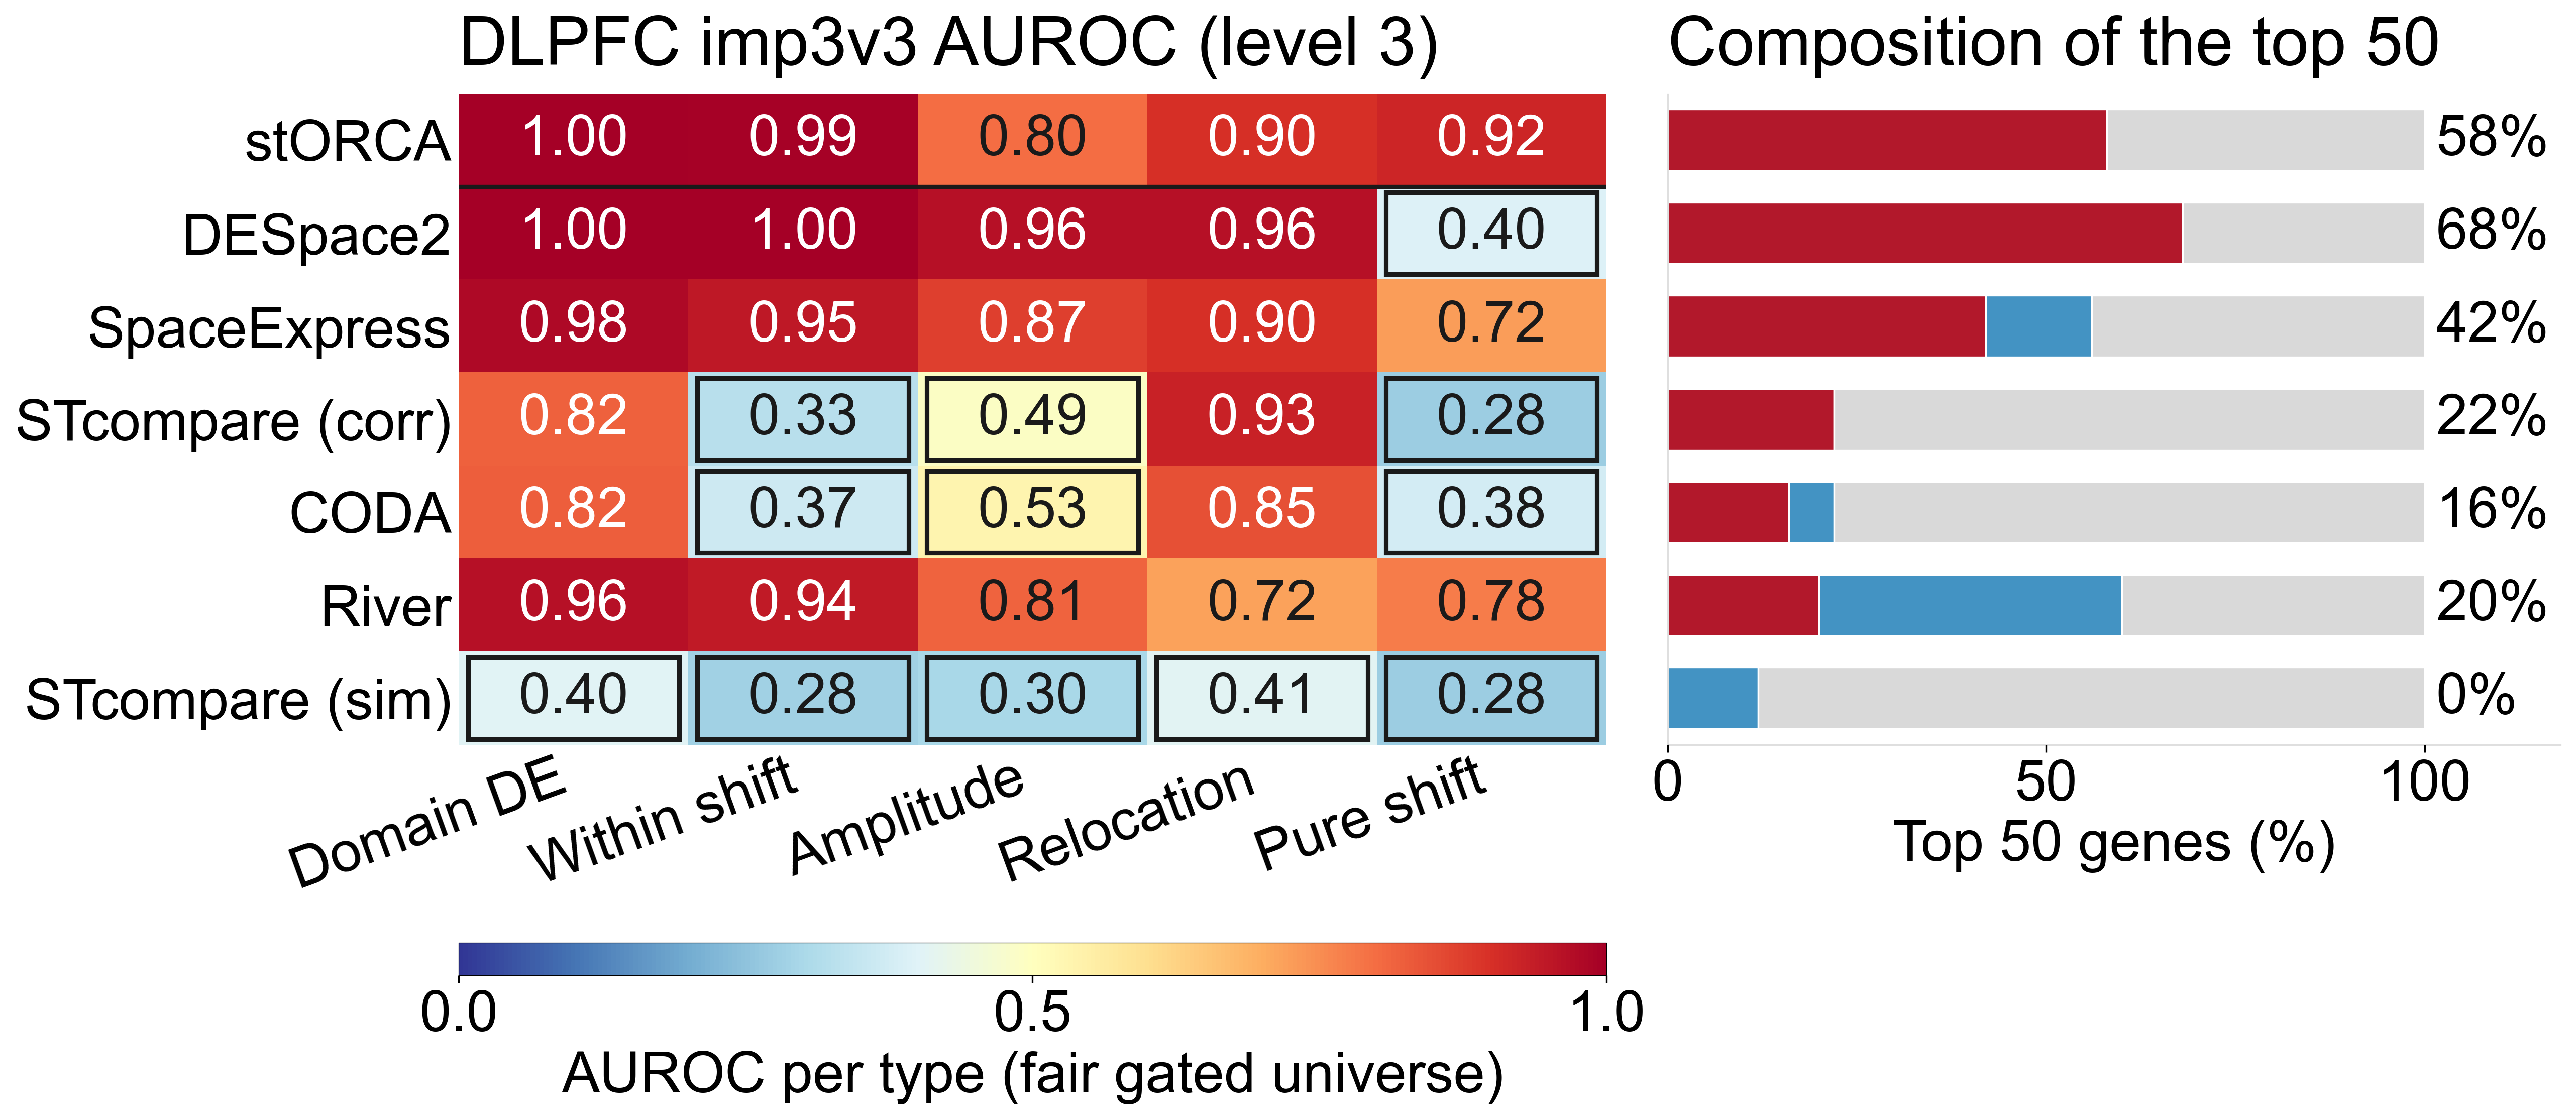 DLPFC imp3v3 AUROC (level 3)
Composition of the top 50
stORCA 1.00 0.99 0.80 0.90 0.92 58%
DESpace2 1.00 1.00 0.96 0.96 0.40 68%
SpaceExpress 0.98 0.95 0.87 0.90 0.72 42%
STcompare (corr) 0.82 0.33 0.49 0.93 0.28 22%
CODA 0.82 0.37 0.53 0.85 0.38 16%
River 0.96 0.94 0.81 0.72 0.78 20%
STcompare (sim) 0.40 0.28 0.30 0.41 0.28 0%
Domain DE
Within shift
Amplitude
Relocation
Pure shift
0 50 100
Top 50 genes (%)
0.0 0.5 1.0
AUROC per type (fair gated universe)